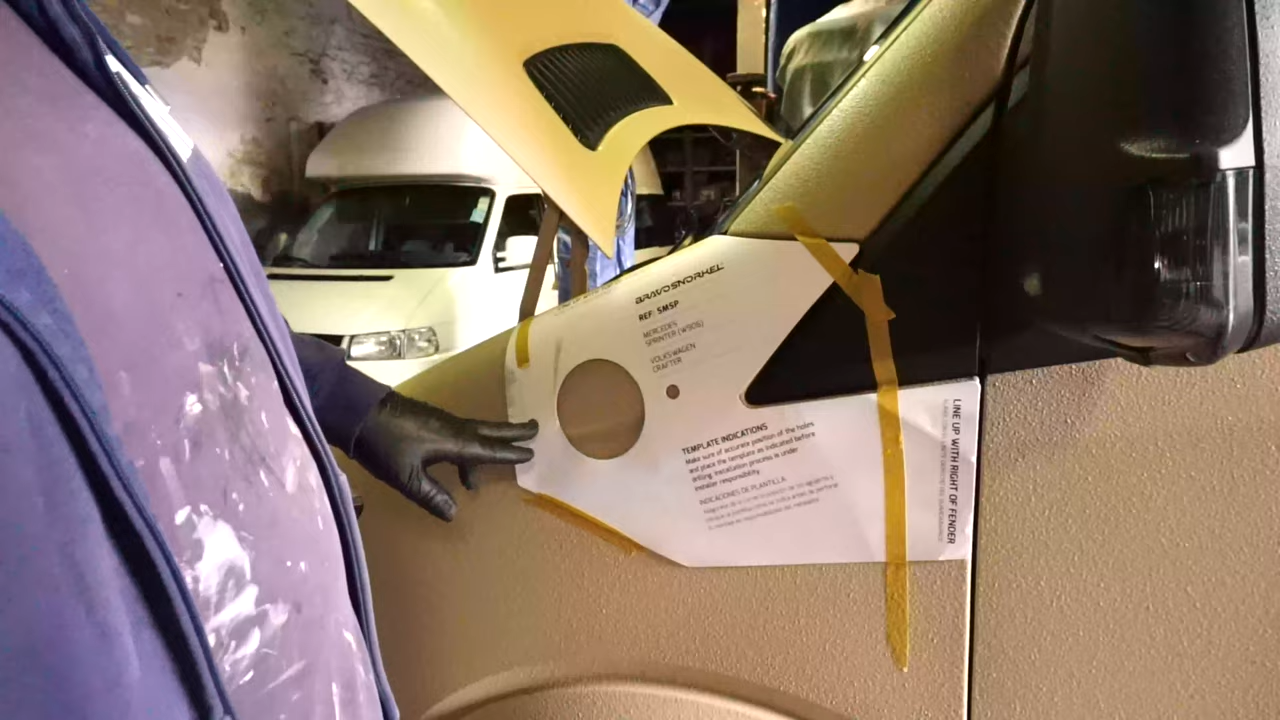 BRAVOSNORKEL
REF: SMSP
MERCEDES
SPRINTER (W906)
VOLKSWAGEN
CRAFTER
TEMPLATE INDICATIONS
Make sure of accurate position of the holes
and place the template as indicated before
drilling. Installation process is under
installer responsibility.
INDICACIONES DE PLANTILLA
LINE UP WITH RIGHT OF FENDER